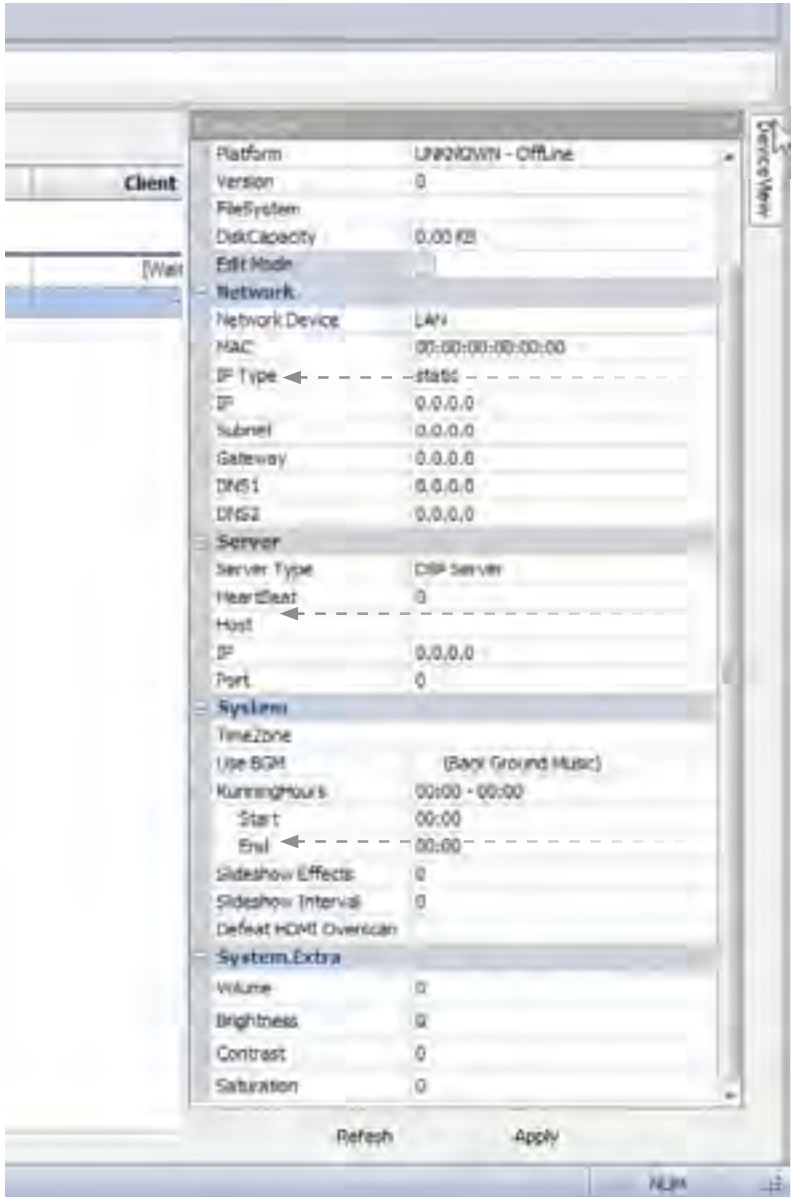 DeviceView
Platform UNKNOWN - OffLine
Client
Version 0
FileSystem
DiskCapacity 0.00 KB
Edit Mode
Network
Network Device LAN
MAC 00:00:00:00:00:00
IP Type static
IP 0.0.0.0
Subnet 0.0.0.0
Gateway 0.0.0.0
DNS1 0.0.0.0
DNS2 0.0.0.0
Server
Server Type DSP Server
HeartBeat 0
Host
IP 0.0.0.0
Port 0
System
TimeZone
Use BGM (Back Ground Music)
RunningHours 00:00 - 00:00
Start 00:00
End 00:00
Slideshow Effects 0
Slideshow Interval 0
Defeat HDMI Overscan
System.Extra
Volume 0
Brightness 0
Contrast 0
Saturation 0
Refesh Apply
NUM